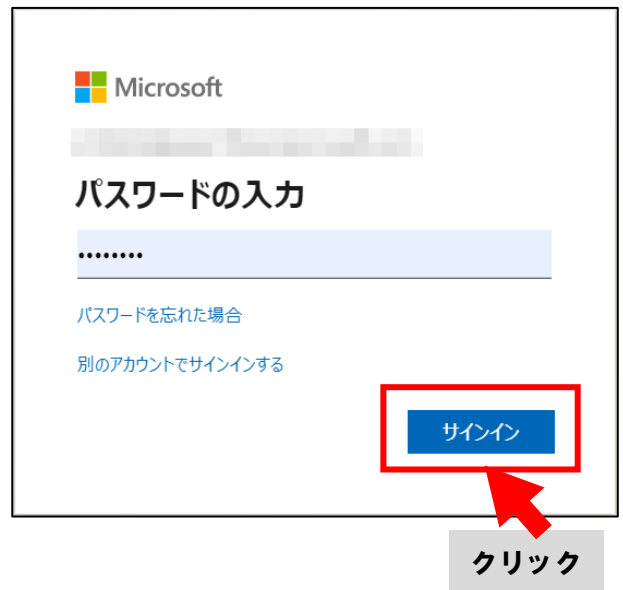 Microsoft
パスワードの入力
••••••••
パスワードを忘れた場合
別のアカウントでサインインする
サインイン
クリック